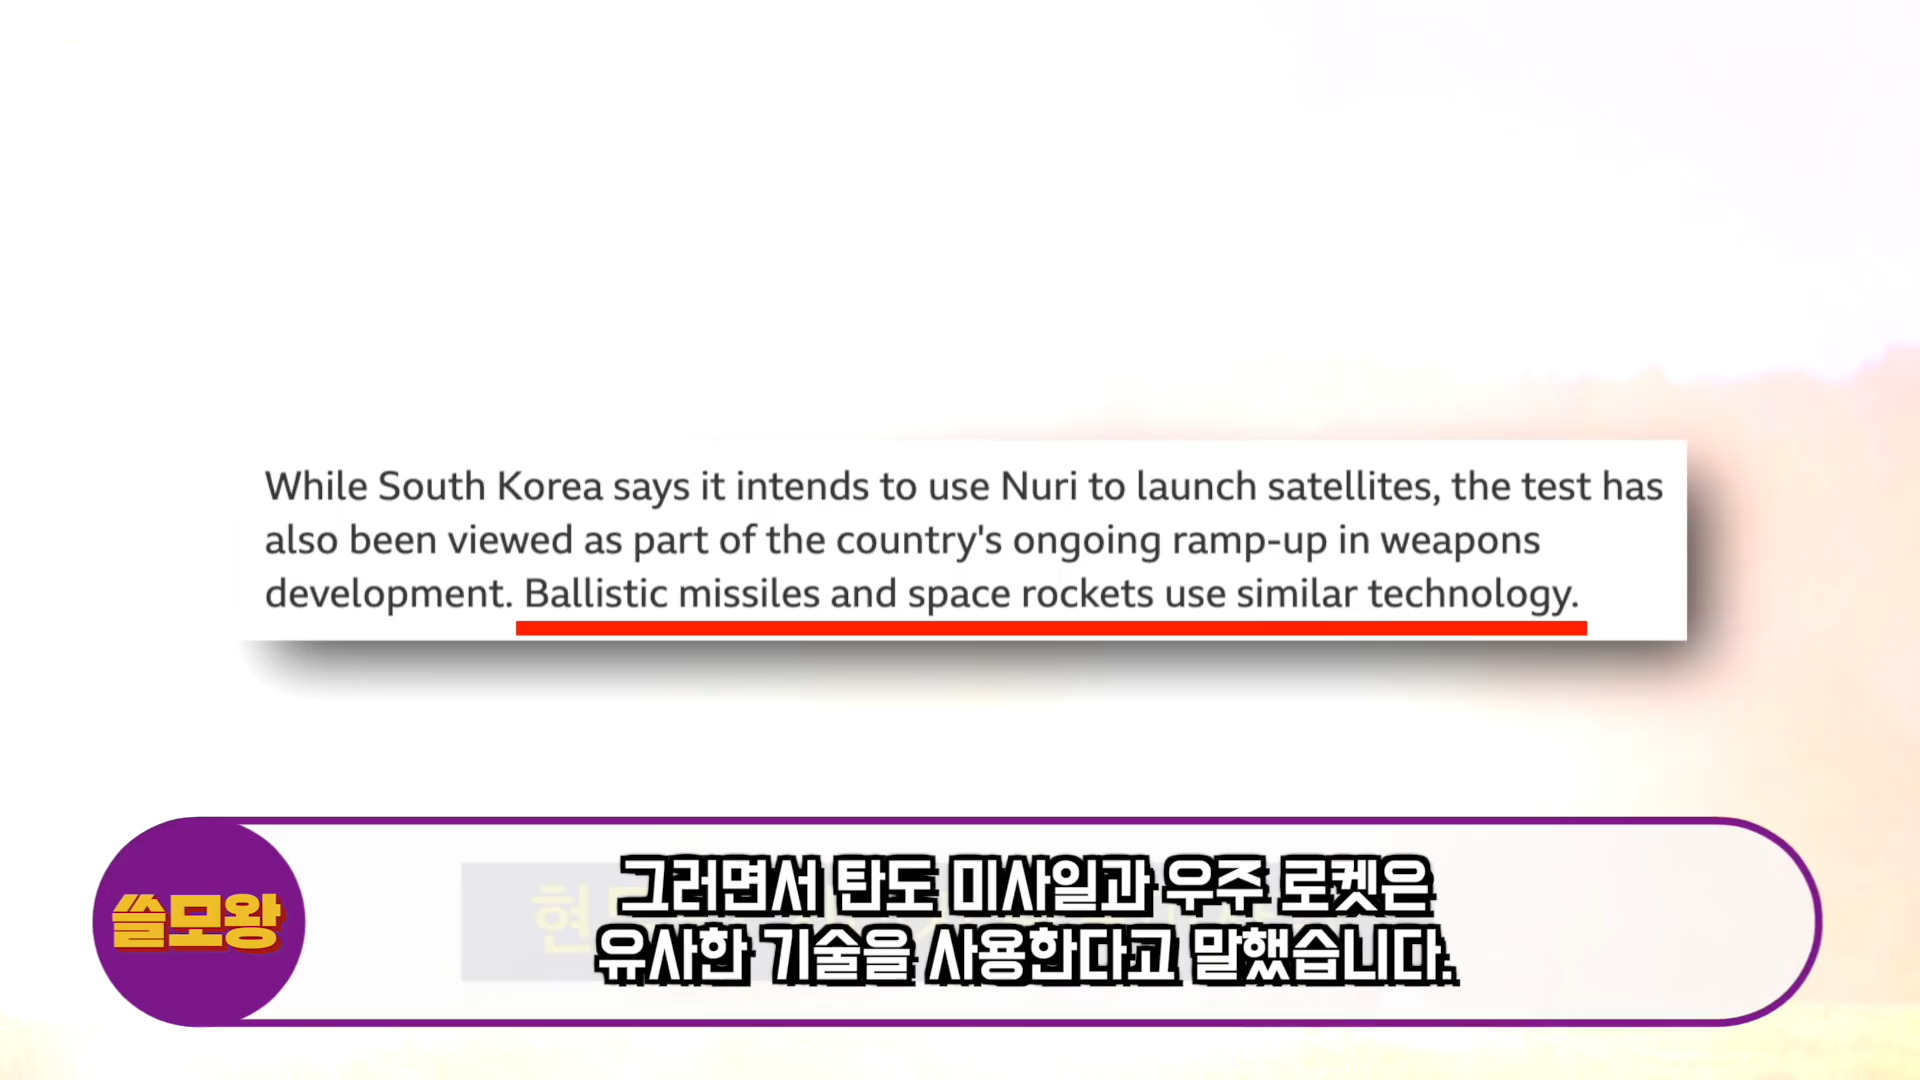 While South Korea says it intends to use Nuri to launch satellites, the test has
also been viewed as part of the country's ongoing ramp-up in weapons
development. Ballistic missiles and space rockets use similar technology.
쓸모왕
그러면서 탄도 미사일과 우주 로켓은
유사한 기술을 사용한다고 말했습니다.